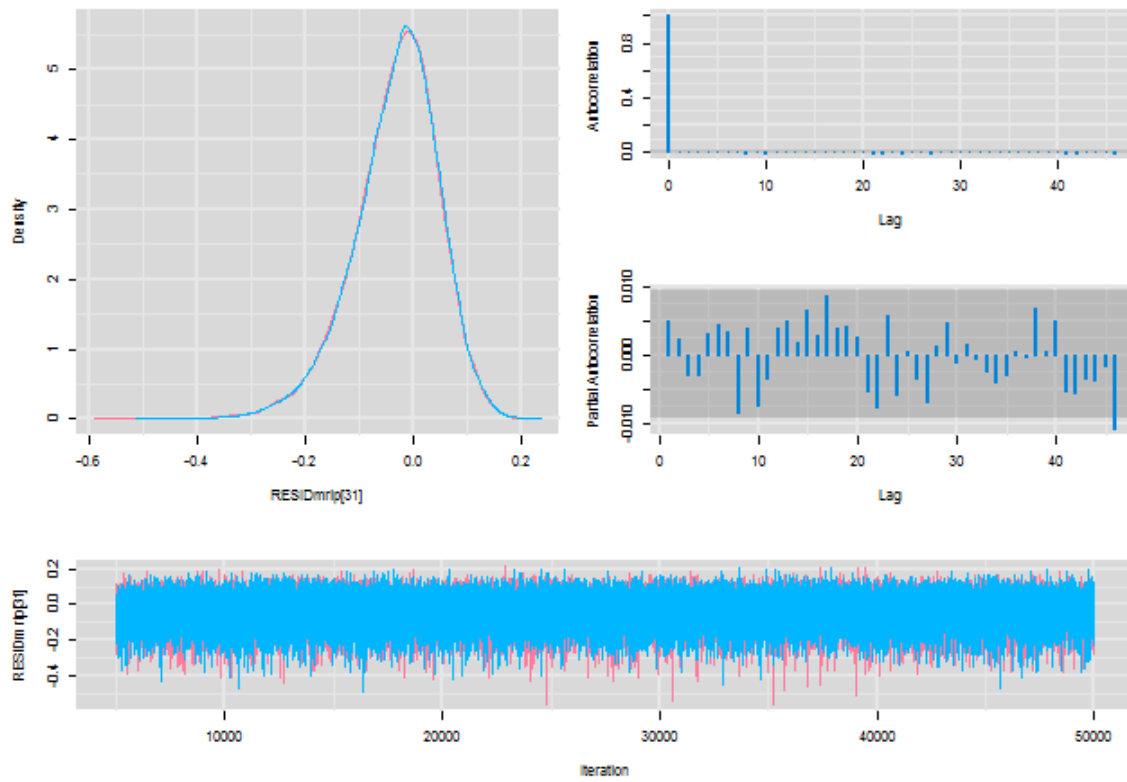 Density
5
4
3
2
1
0
-0.6 -0.4 -0.2 0.0 0.2
RESIDmrip[31]
Autocorrelation
0.8
0.4
0.0
0 10 20 30 40
Lag
Partial Autocorrelation
0.010
0.000
-0.010
0 10 20 30 40
Lag
RESIDmrip[31]
0.2
0.0
-0.2
-0.4
10000 20000 30000 40000 50000
Iteration